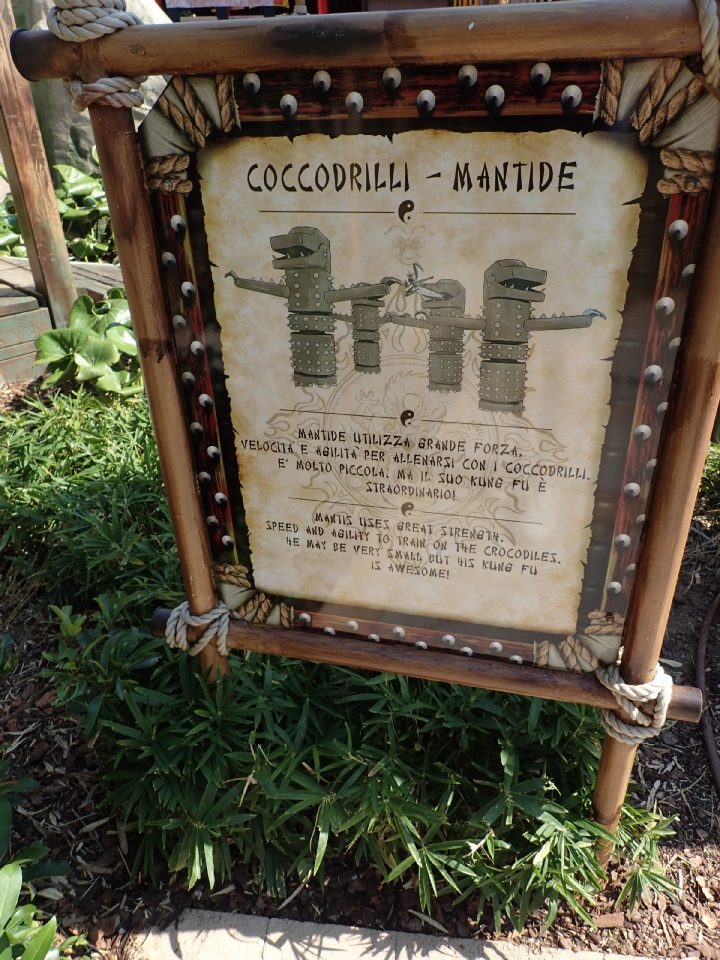 COCCODRILLI - MANTIDE
MANTIDE UTILIZZA GRANDE FORZA,
VELOCITÀ E AGILITÀ PER ALLENARSI CON I COCCODRILLI.
E' MOLTO PICCOLA, MA IL SUO KUNG FU È
STRAORDINARIO!
MANTIS USES GREAT STRENGTH,
SPEED AND AGILITY TO TRAIN ON THE CROCODILES.
HE MAY BE VERY SMALL BUT HIS KUNG FU
IS AWESOME!